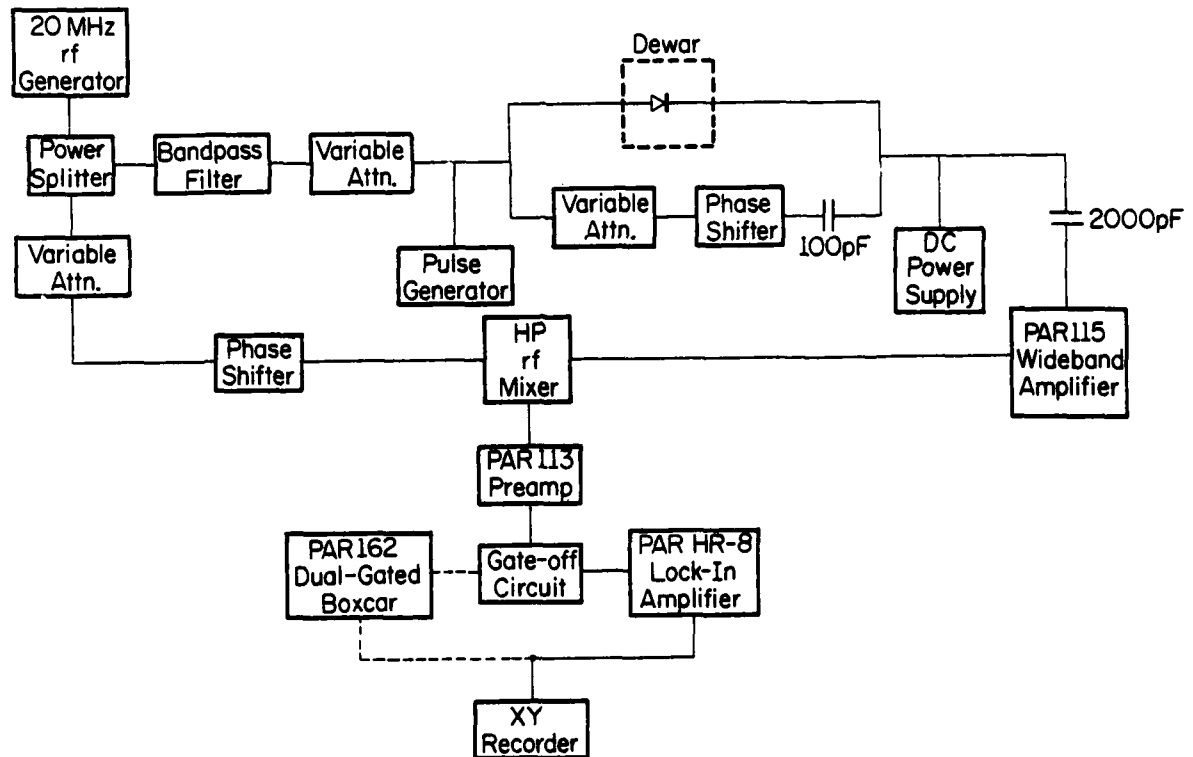 20 MHz
rf
Generator
Dewar
Power
Splitter
Bandpass
Filter
Variable
Attn.
Variable
Attn.
Phase
Shifter
100pF
2000pF
Variable
Attn.
Pulse
Generator
DC
Power
Supply
Phase
Shifter
HP
rf
Mixer
PAR115
Wideband
Amplifier
PAR 113
Preamp
PAR162
Dual-Gated
Boxcar
Gate-off
Circuit
PAR HR-8
Lock-In
Amplifier
XY
Recorder